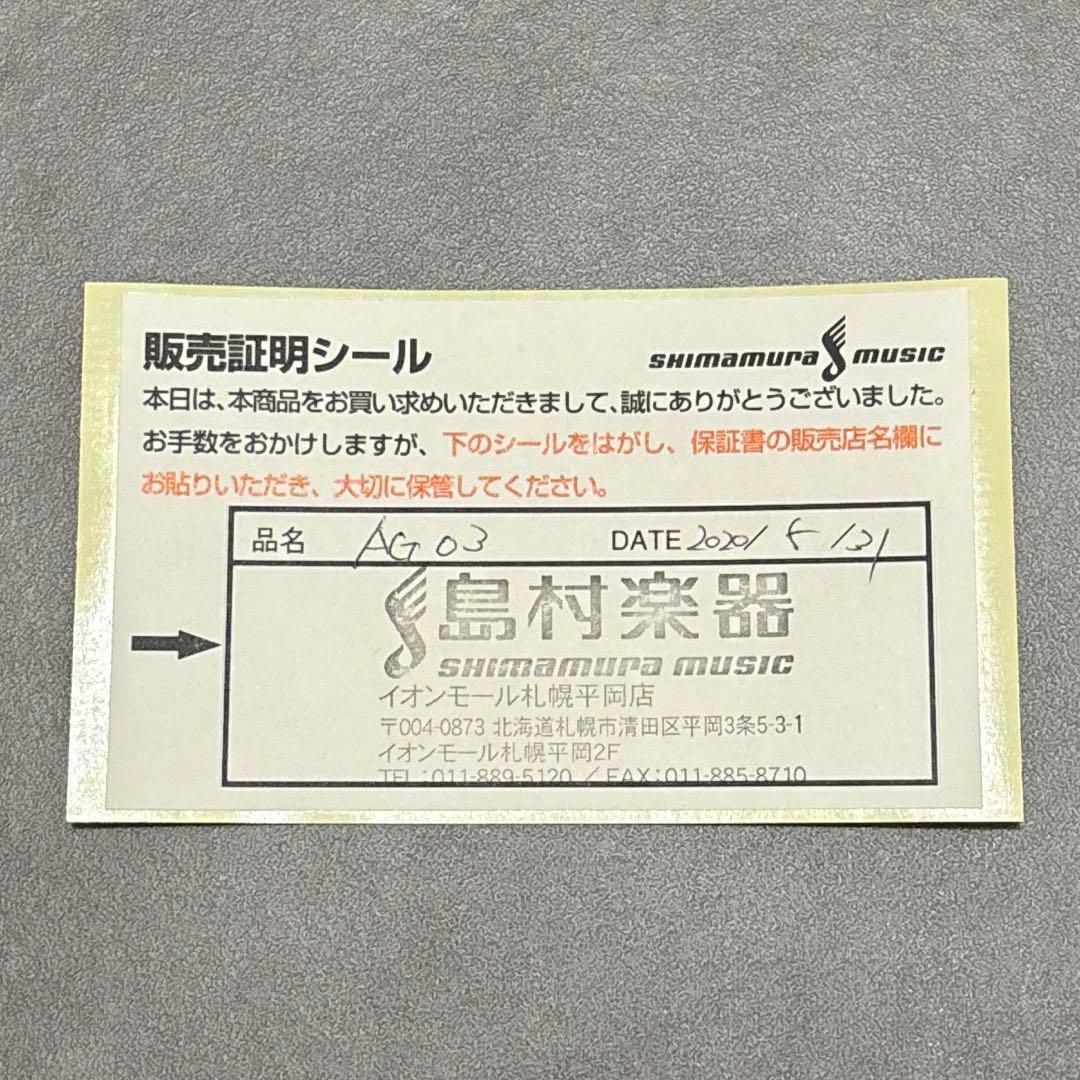 販売証明シール
SHIMAMURA MUSIC
本日は、本商品をお買い求めいただきまして、誠にありがとうございました。
お手数をおかけしますが、下のシールをはがし、保証書の販売店名欄に
お貼りいただき、大切に保管してください。
品名 AG03 DATE 2020/5/31
島村楽器
SHIMAMURA MUSIC
イオンモール札幌平岡店
〒004-0873 北海道札幌市清田区平岡3条5-3-1
イオンモール札幌平岡2F
TEL:011-889-5120/FAX:011-885-8710